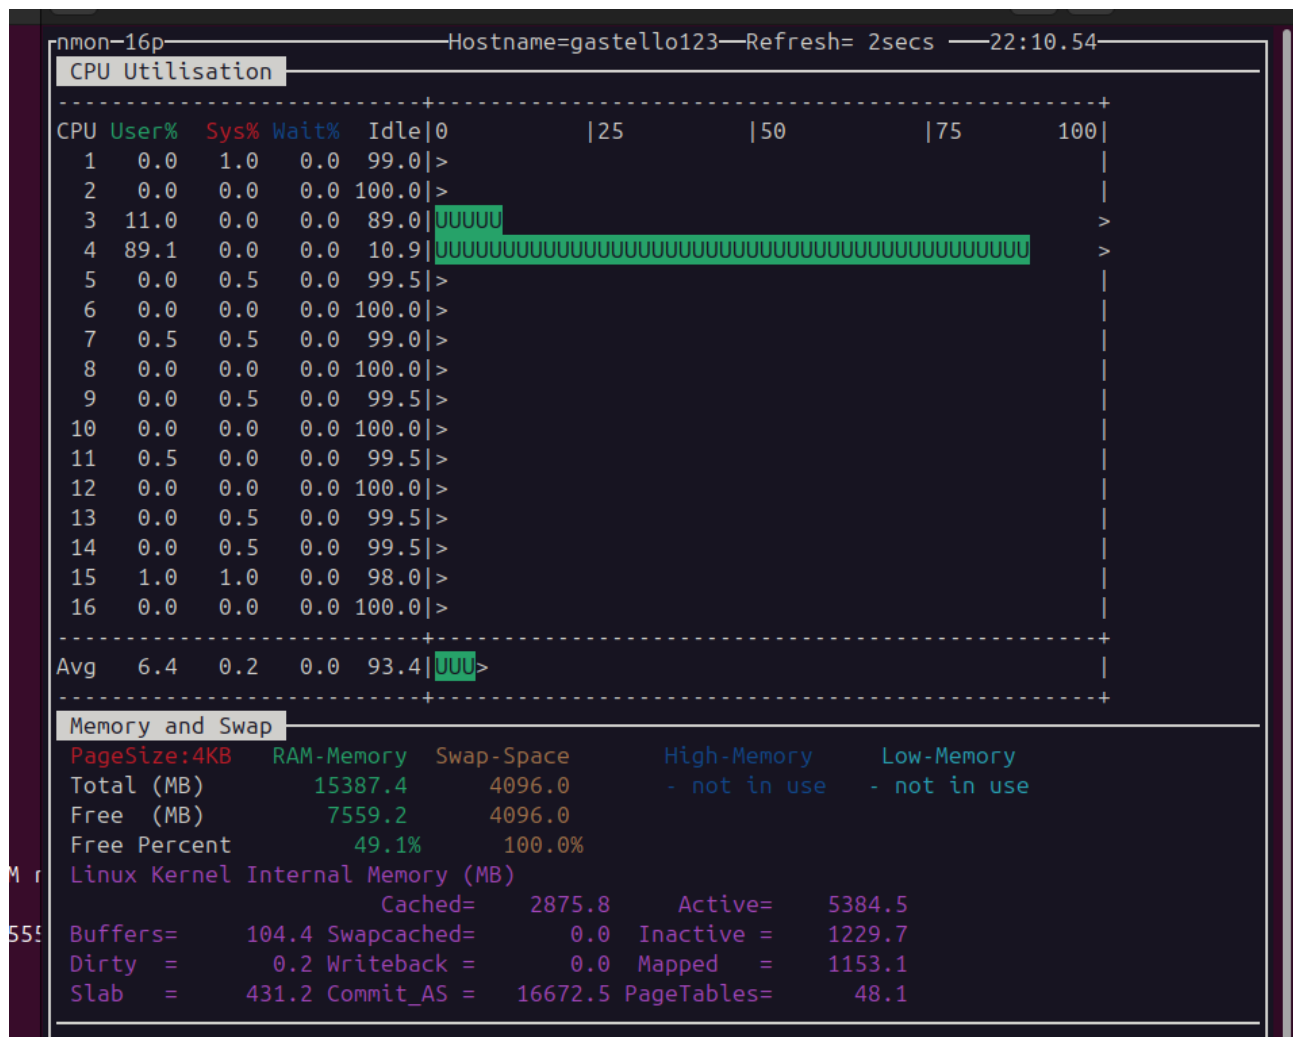 nmon-16p Hostname=gastello123 Refresh= 2secs 22:10.54
CPU Utilisation
---------------------------+-------------------------------------------------+
CPU User% Sys% Wait% Idle|0 |25 |50 |75 100|
1 0.0 1.0 0.0 99.0|> |
2 0.0 0.0 0.0 100.0|> |
3 11.0 0.0 0.0 89.0|UUUUU >
4 89.1 0.0 0.0 10.9|UUUUUUUUUUUUUUUUUUUUUUUUUUUUUUUUUUUUUUUUUUUU >
5 0.0 0.5 0.0 99.5|> |
6 0.0 0.0 0.0 100.0|> |
7 0.5 0.5 0.0 99.0|> |
8 0.0 0.0 0.0 100.0|> |
9 0.0 0.5 0.0 99.5|> |
10 0.0 0.0 0.0 100.0|> |
11 0.5 0.0 0.0 99.5|> |
12 0.0 0.0 0.0 100.0|> |
13 0.0 0.5 0.0 99.5|> |
14 0.0 0.5 0.0 99.5|> |
15 1.0 1.0 0.0 98.0|> |
16 0.0 0.0 0.0 100.0|> |
---------------------------+-------------------------------------------------+
Avg 6.4 0.2 0.0 93.4|UUU> |
---------------------------+-------------------------------------------------+
Memory and Swap
PageSize:4KB RAM-Memory Swap-Space High-Memory Low-Memory
Total (MB) 15387.4 4096.0 - not in use - not in use
Free (MB) 7559.2 4096.0
Free Percent 49.1% 100.0%
Linux Kernel Internal Memory (MB)
Cached= 2875.8 Active= 5384.5
Buffers= 104.4 Swapcached= 0.0 Inactive = 1229.7
Dirty = 0.2 Writeback = 0.0 Mapped = 1153.1
Slab = 431.2 Commit_AS = 16672.5 PageTables= 48.1